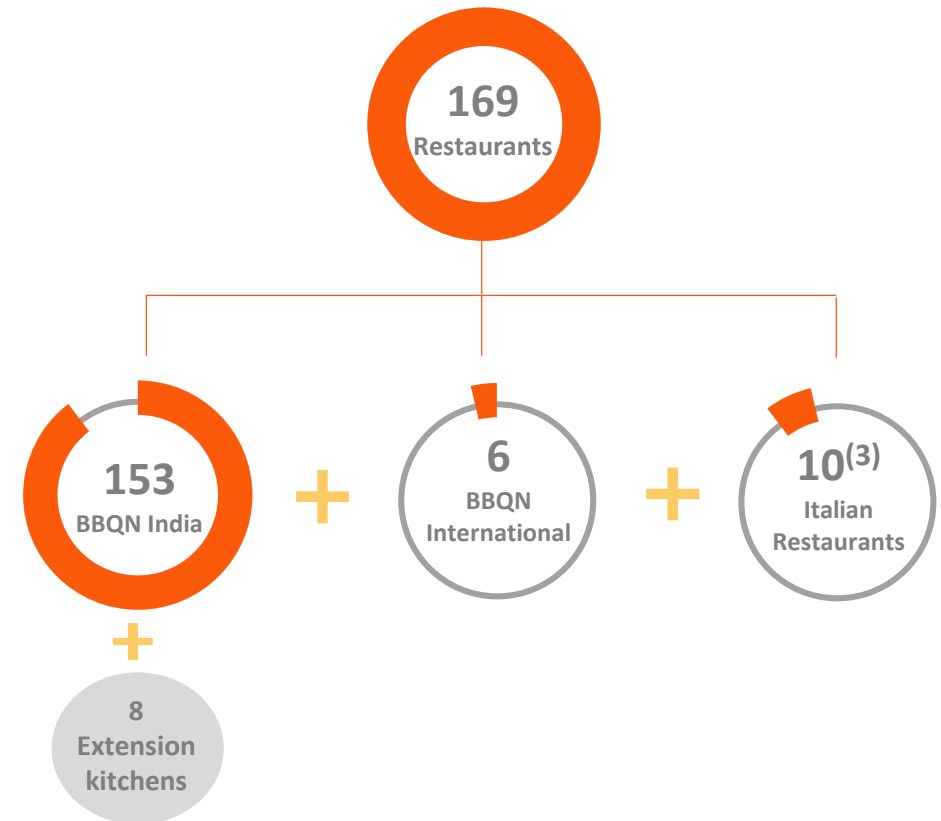 169
Restaurants
153
BBQN India
6
BBQN
International
10(3)
Italian
Restaurants
8
Extension
kitchens